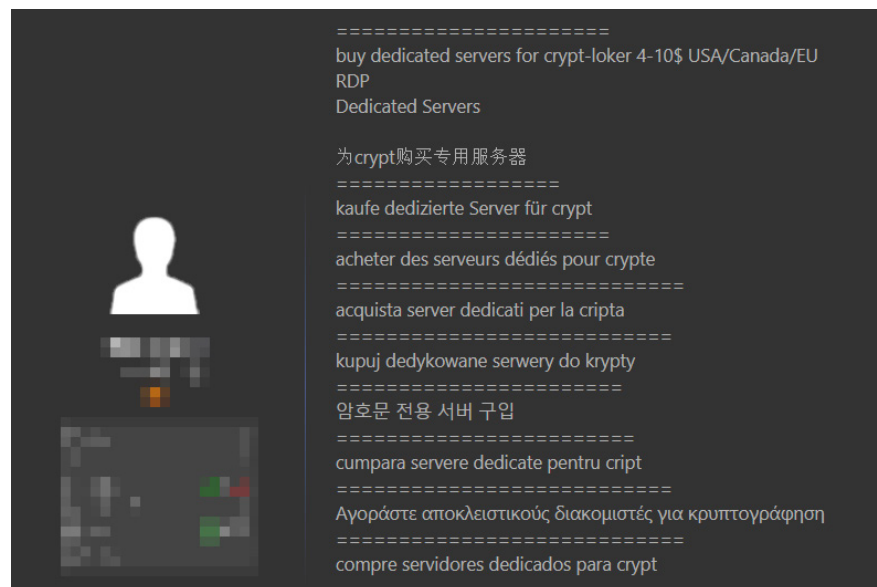 ======================
buy dedicated servers for crypt-loker 4-10$ USA/Canada/EU
RDP
Dedicated Servers
为crypt购买专用服务器
==================
kaufe dedizierte Server für crypt
======================
acheter des serveurs dédiés pour crypte
============================
acquista server dedicati per la cripta
===========================
kupuj dedykowane serwery do krypty
=======================
암호문 전용 서버 구입
========================
cumpara servere dedicate pentru cript
===========================
Αγοράστε αποκλειστικούς διακομιστές για κρυπτογράφηση
============================
compre servidores dedicados para crypt